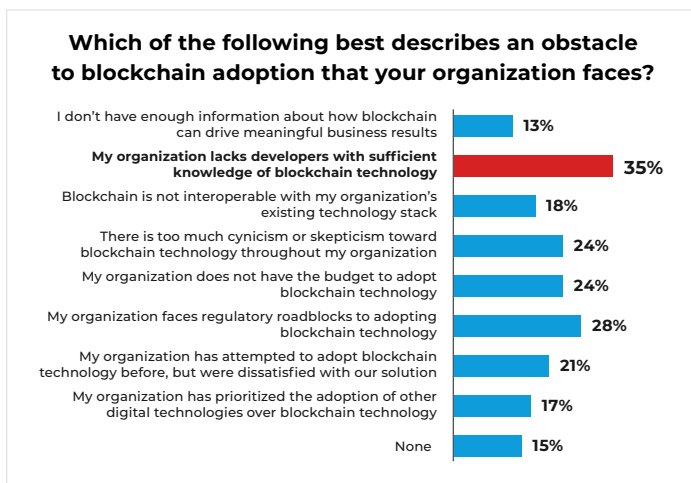 Which of the following best describes an obstacle
to blockchain adoption that your organization faces?
I don’t have enough information about how blockchain
can drive meaningful business results
13%
My organization lacks developers with sufficient
knowledge of blockchain technology
35%
Blockchain is not interoperable with my organization’s
existing technology stack
18%
There is too much cynicism or skepticism toward
blockchain technology throughout my organization
24%
My organization does not have the budget to adopt
blockchain technology
24%
My organization faces regulatory roadblocks to adopting
blockchain technology
28%
My organization has attempted to adopt blockchain
technology before, but were dissatisfied with our solution
21%
My organization has prioritized the adoption of other
digital technologies over blockchain technology
17%
None
15%